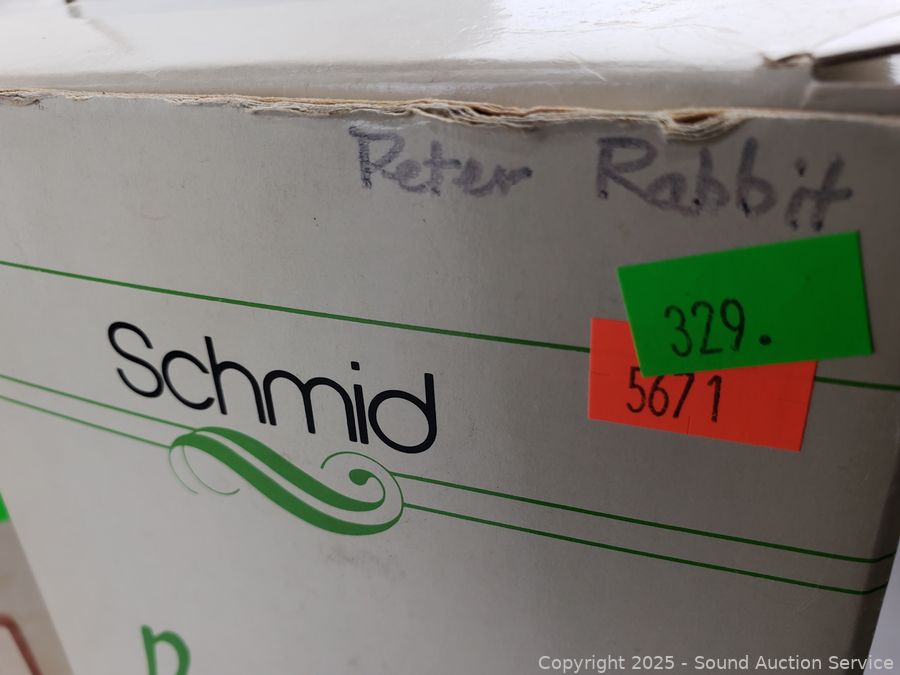 Peter Rabbit
329.
5671
Schmid
Copyright 2025 - Sound Auction Service